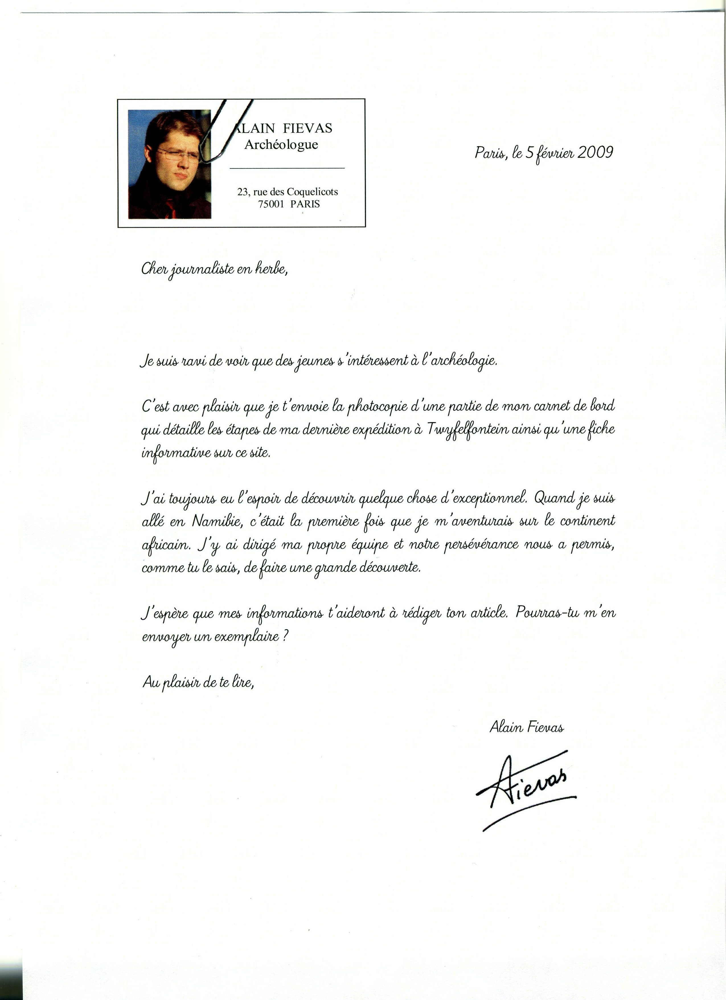 ALAIN FIEVAS
Archéologue
23, rue des Coquelicots
75001 PARIS
Paris, le 5 février 2009
Cher journaliste en herbe,
Je suis ravi de voir que des jeunes s'intéressent à l'archéologie.
C'est avec plaisir que je t'envoie la photocopie d'une partie de mon carnet de bord
qui détaille les étapes de ma dernière expédition à Twyfelfontein ainsi qu'une fiche
informative sur ce site.
J'ai toujours eu l'espoir de découvrir quelque chose d'exceptionnel. Quand je suis
allé en Namibie, c'était la première fois que je m'aventurais sur le continent
africain. J'y ai dirigé ma propre équipe et notre persévérance nous a permis,
comme tu le sais, de faire une grande découverte.
J'espère que mes informations t'aideront à rédiger ton article. Pourras-tu m'en
envoyer un exemplaire ?
Au plaisir de te lire,
Alain Fievas
AFievas